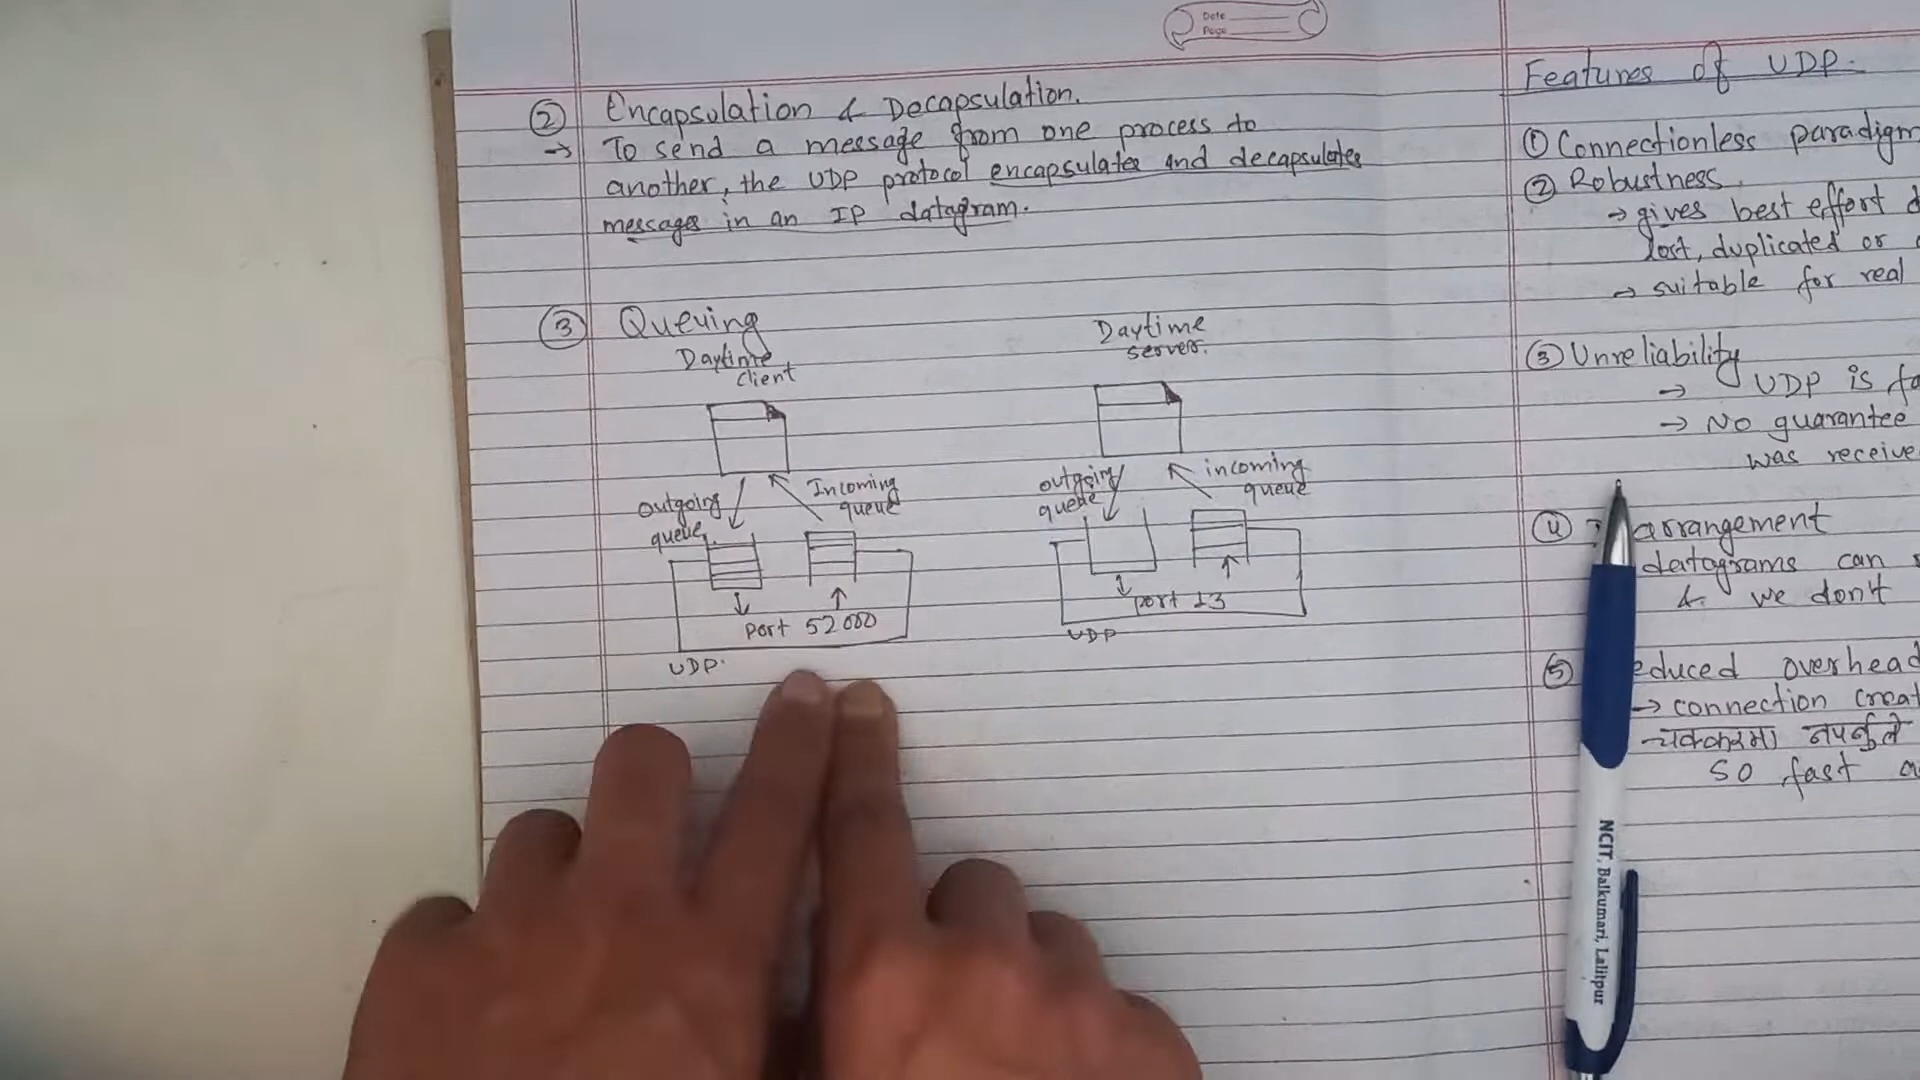 Date
Page
② Encapsulation & Decapsulation.
→ To send a message from one process to
another, the UDP protocol encapsulates and decapsulates
messages in an IP datagram.
③ Queuing
Daytime
client
Daytime
server.
outgoing
queue.
Incoming
queue
outgoing
queue
incoming
queue
port 52000
UDP.
port 13
UDP
Features of UDP.
① Connectionless paradigm
② Robustness
→ gives best effort d
lost, duplicated or
→ suitable for real
③ Unreliability
→ UDP is fa
→ No guarantee
was receive
④ arrangement
datagrams can
& we don't
⑤ educed overhead
→ connection creat
so fast a
NCIT, Balkumari, Lalitpur